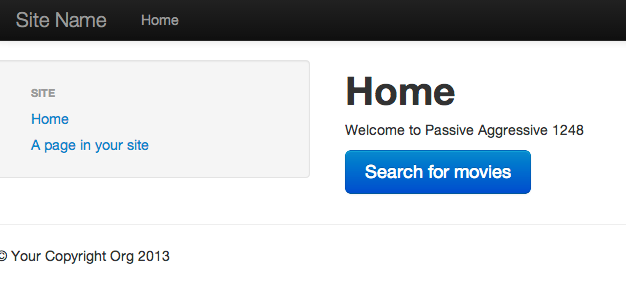 Site Name Home
SITE
Home
A page in your site
Home
Welcome to Passive Aggressive 1248
Search for movies
© Your Copyright Org 2013